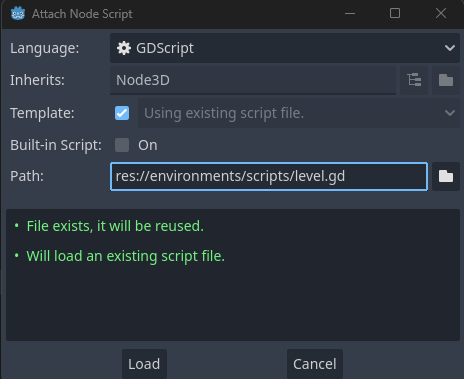 Attach Node Script
Language: GDScript
Inherits: Node3D
Template: Using existing script file.
Built-in Script: On
Path: res://environments/scripts/level.gd
• File exists, it will be reused.
• Will load an existing script file.
Load Cancel